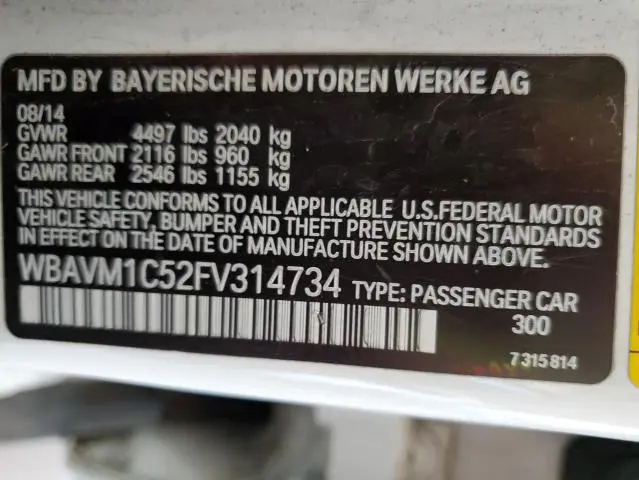 MFD BY BAYERISCHE MOTOREN WERKE AG
08/14
GVWR 4497 lbs 2040 kg
GAWR FRONT 2116 lbs 960 kg
GAWR REAR 2546 lbs 1155 kg
THIS VEHICLE CONFORMS TO ALL APPLICABLE U.S.FEDERAL MOTOR
VEHICLE SAFETY, BUMPER AND THEFT PREVENTION STANDARDS
IN EFFECT ON THE DATE OF MANUFACTURE SHOWN ABOVE.
WBAVM1C52FV314734 TYPE: PASSENGER CAR
300
7315814